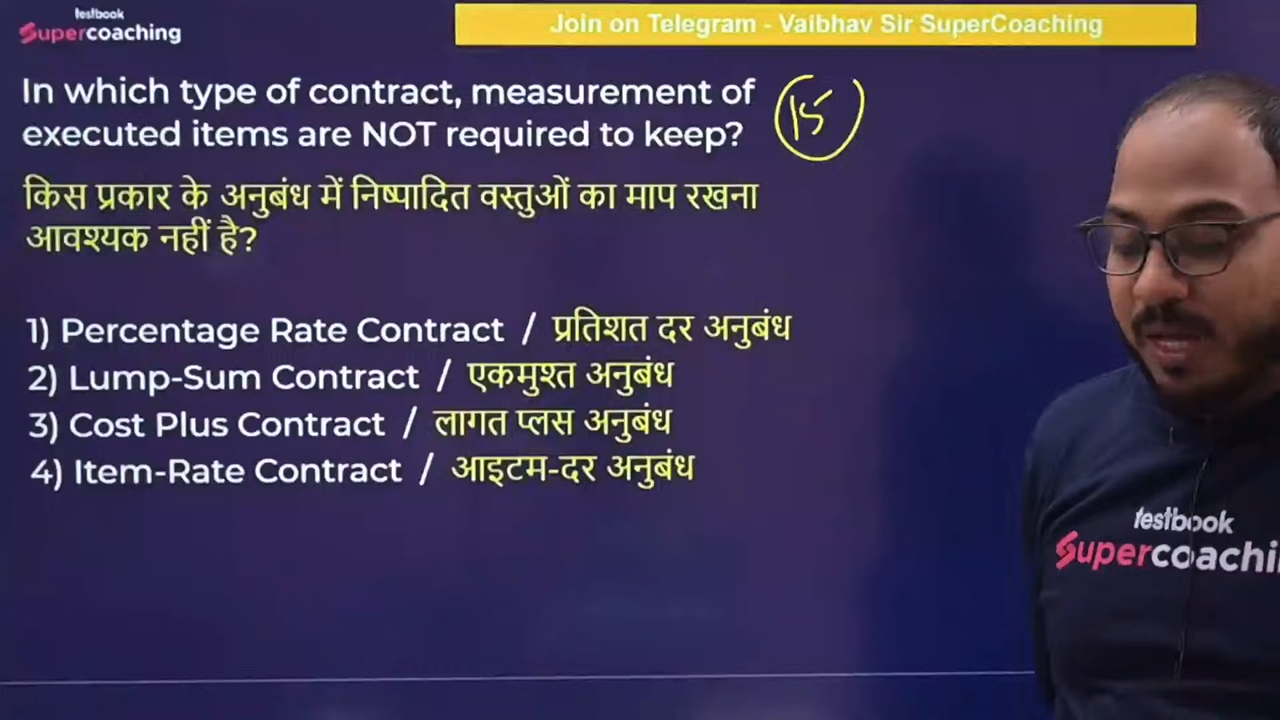 testbook
Supercoaching
Join on Telegram - Vaibhav Sir SuperCoaching
In which type of contract, measurement of
executed items are NOT required to keep?
15
किस प्रकार के अनुबंध में निष्पादित वस्तुओं का माप रखना
आवश्यक नहीं है?
1) Percentage Rate Contract / प्रतिशत दर अनुबंध
2) Lump-Sum Contract / एकमुश्त अनुबंध
3) Cost Plus Contract / लागत प्लस अनुबंध
4) Item-Rate Contract / आइटम-दर अनुबंध
testbook
Supercoachi